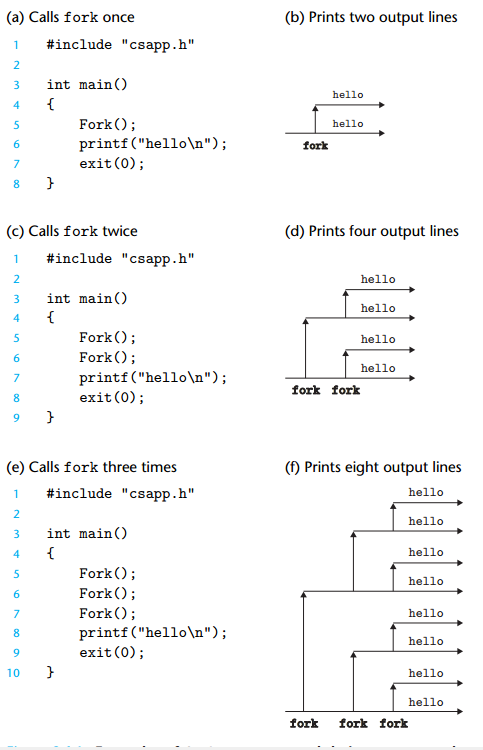 (a) Calls fork once
1 #include "csapp.h"
2
3 int main()
4 {
5 Fork();
6 printf("hello\n");
7 exit(0);
8 }
(b) Prints two output lines
hello
hello
fork
(c) Calls fork twice
1 #include "csapp.h"
2
3 int main()
4 {
5 Fork();
6 Fork();
7 printf("hello\n");
8 exit(0);
9 }
(d) Prints four output lines
hello
hello
hello
hello
fork fork
(e) Calls fork three times
1 #include "csapp.h"
2
3 int main()
4 {
5 Fork();
6 Fork();
7 Fork();
8 printf("hello\n");
9 exit(0);
10 }
(f) Prints eight output lines
hello
hello
hello
hello
hello
hello
hello
hello
fork fork fork